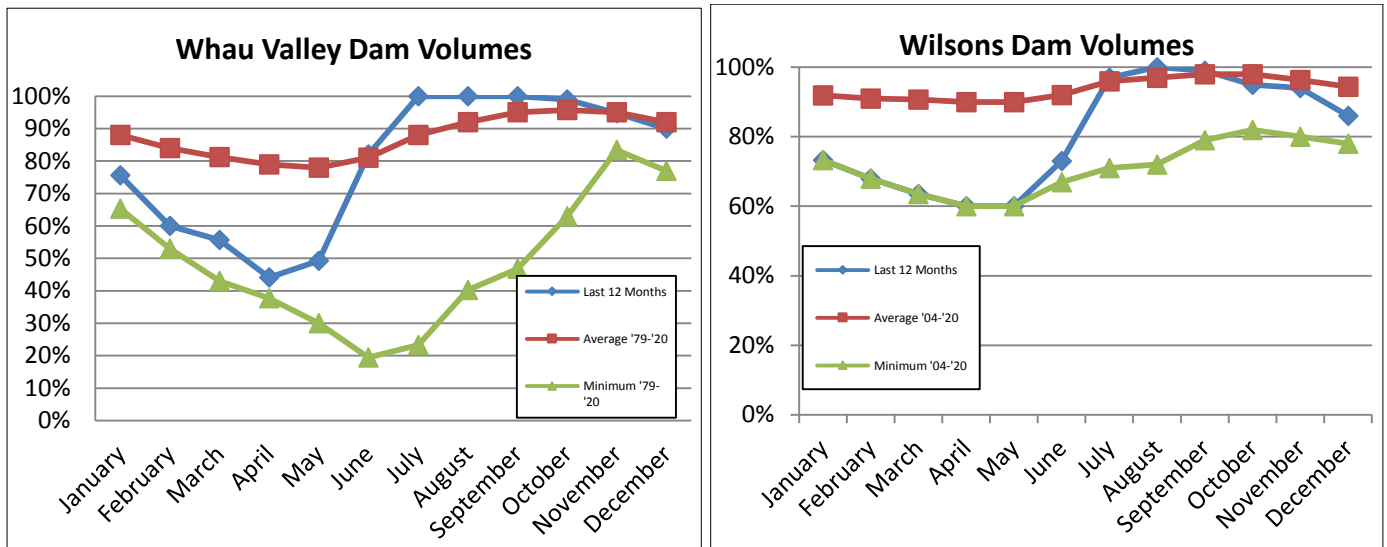 Whau Valley Dam Volumes
100%
90%
80%
70%
60%
50%
40%
30%
20%
10%
0%
January
February
March
April
May
June
July
August
September
October
November
December
Last 12 Months
Average '79-'20
Minimum '79-
'20
Wilsons Dam Volumes
100%
80%
60%
40%
20%
0%
January
February
March
April
May
June
July
August
September
October
November
December
Last 12 Months
Average '04-'20
Minimum '04-'20